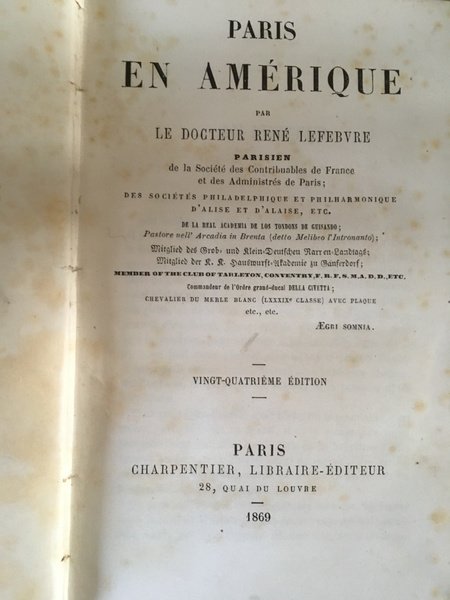 PARIS
EN AMÉRIQUE
PAR
LE DOCTEUR RENÉ LEFEBVRE
PARISIEN
de la Société des Contribuables de France
et des Administrés de Paris;
DES SOCIÉTÉS PHILADELPHIQUE ET PHILHARMONIQUE
D'ALISE ET D'ALAISE, ETC.
DE LA REAL ACADEMIA DE LOS TONDONS DE GUISANDO;
Pastore nell' Arcadia in Brenta (detto Melibeo l'Intronanto);
Mitglied des Groß- und Klein-Deutschen Narren-Landtags;
Mitglied der K. K. Hanswurst-Akademie zu Gänsedorf;
MEMBER OF THE CLUB OF TARLETON, CONVENTRY, F. R. F. S. M. A. D. D., ETC.
Commandeur de l'Ordre grand-ducal DELLA CIVETTA;
CHEVALIER DU MERLE BLANC (LXXXIXe CLASSE) AVEC PLAQUE
etc., etc.
ÆGRI SOMNIA.
VINGT-QUATRIÈME ÉDITION
PARIS
CHARPENTIER, LIBRAIRE-ÉDITEUR
28, QUAI DU LOUVRE
1869